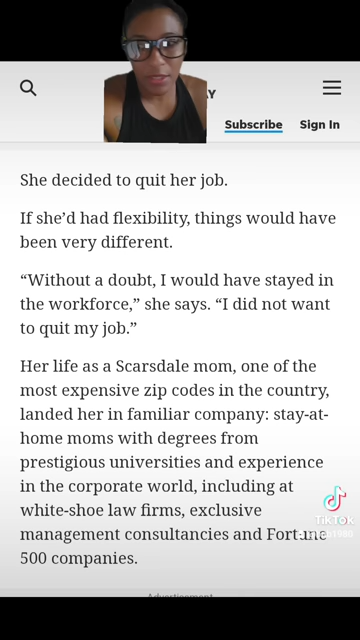 Subscribe Sign In
She decided to quit her job.
If she’d had flexibility, things would have
been very different.
“Without a doubt, I would have stayed in
the workforce,” she says. “I did not want
to quit my job.”
Her life as a Scarsdale mom, one of the
most expensive zip codes in the country,
landed her in familiar company: stay-at-
home moms with degrees from
prestigious universities and experience
in the corporate world, including at
white-shoe law firms, exclusive
management consultancies and Fortune
500 companies.
TikTok
Advertisement